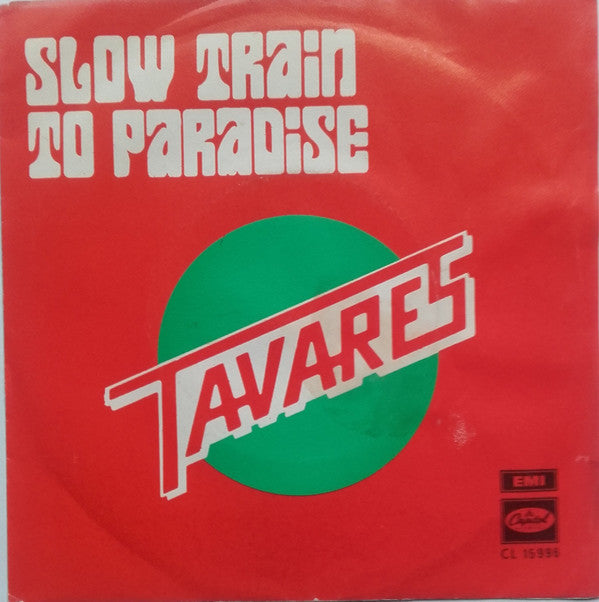 SLOW TRAIN
TO PARADISE
TAVARES
EMI
Capitol
CL 15996